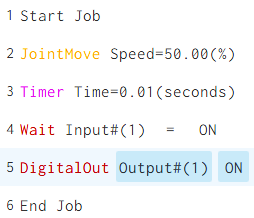 1 Start Job
2 JointMove Speed=50.00(%)
3 Timer Time=0.01(seconds)
4 Wait Input#(1) = ON
5 DigitalOut Output#(1) ON
6 End Job